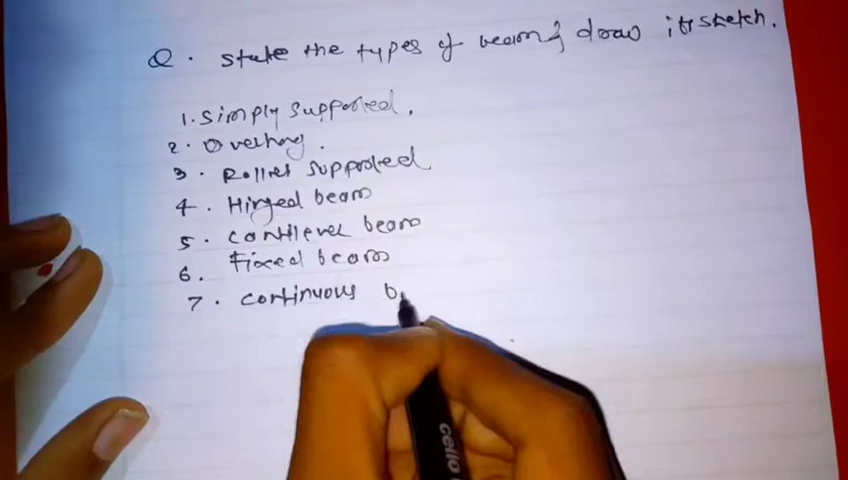 Q. state the types of beam & draw its sketch.
1. Simply Supported.
2. Overhang.
3. Roller supported
4. Hinged beam
5. cantilever beam
6. Fixed beam
7. continuous b
cello